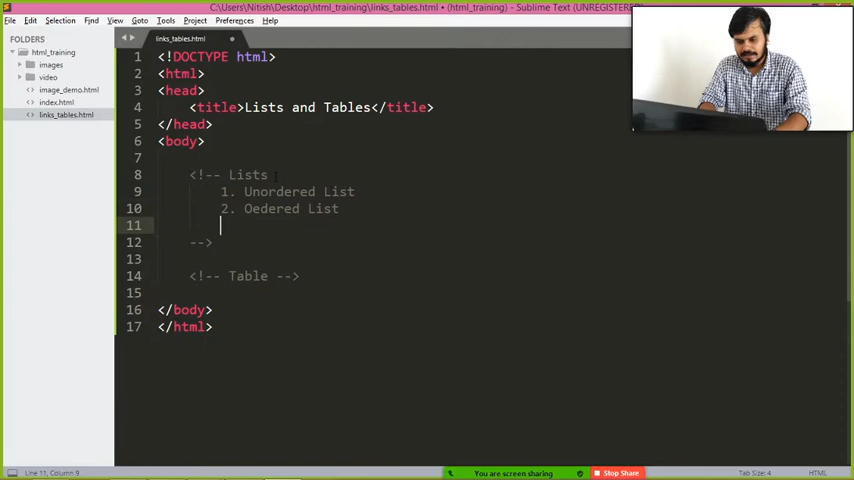 C:\Users\Nitish\Desktop\html_training\links_tables.html • (html_training) - Sublime Text (UNREGISTERED)
File Selection Find View Goto Tools Project Preferences Help
FOLDERS
html_training
images
video
image_demo.html
index.html
links_tables.html
links_tables.html
1 <!DOCTYPE html>
2 <html>
3 <head>
4 <title>Lists and Tables</title>
5 </head>
6 <body>
7
8 <!-- Lists
9 1. Unordered List
10 2. Oedered List
11
12 -->
13
14 <!-- Table -->
15
16 </body>
17 </html>
Line 11, Column 9
You are screen sharing
Stop Share
Tab Size: 4
HTML